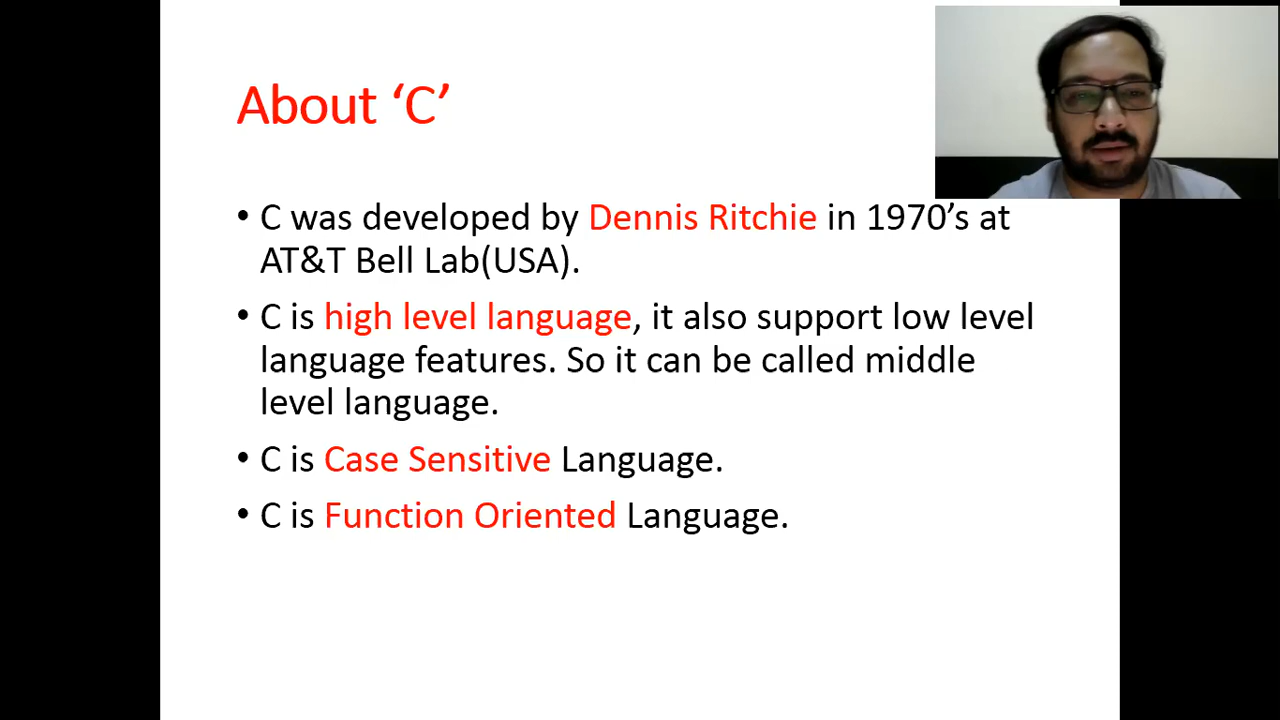 About ‘C’
• C was developed by Dennis Ritchie in 1970’s at
AT&T Bell Lab(USA).
• C is high level language, it also support low level
language features. So it can be called middle
level language.
• C is Case Sensitive Language.
• C is Function Oriented Language.